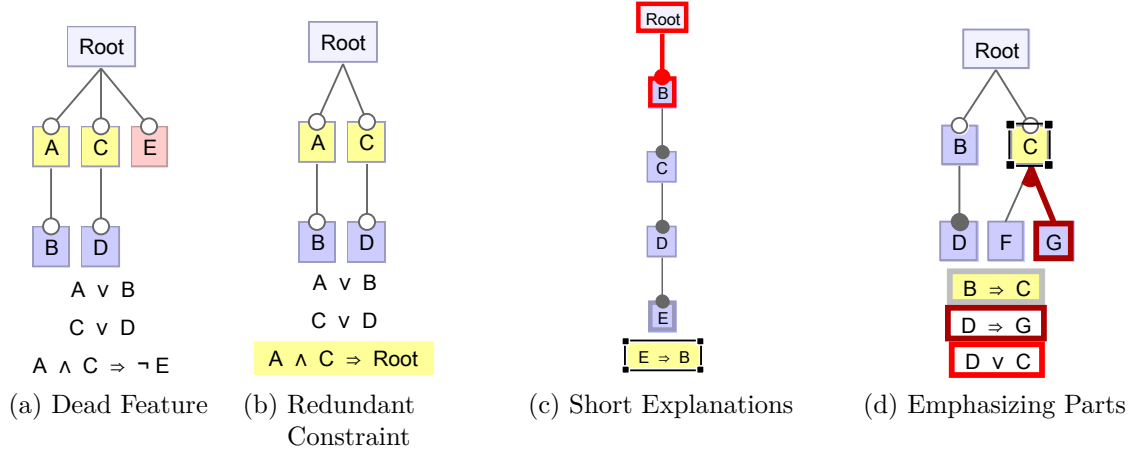 Root
A C E
B D
A ∨ B
C ∨ D
A ∧ C ⇒ ¬ E
(a) Dead Feature
Root
A C
B D
A ∨ B
C ∨ D
A ∧ C ⇒ Root
(b) Redundant
Constraint
Root
B
C
D
E
E ⇒ B
(c) Short Explanations
Root
B C
D F G
B ⇒ C
D ⇒ G
D ∨ C
(d) Emphasizing Parts